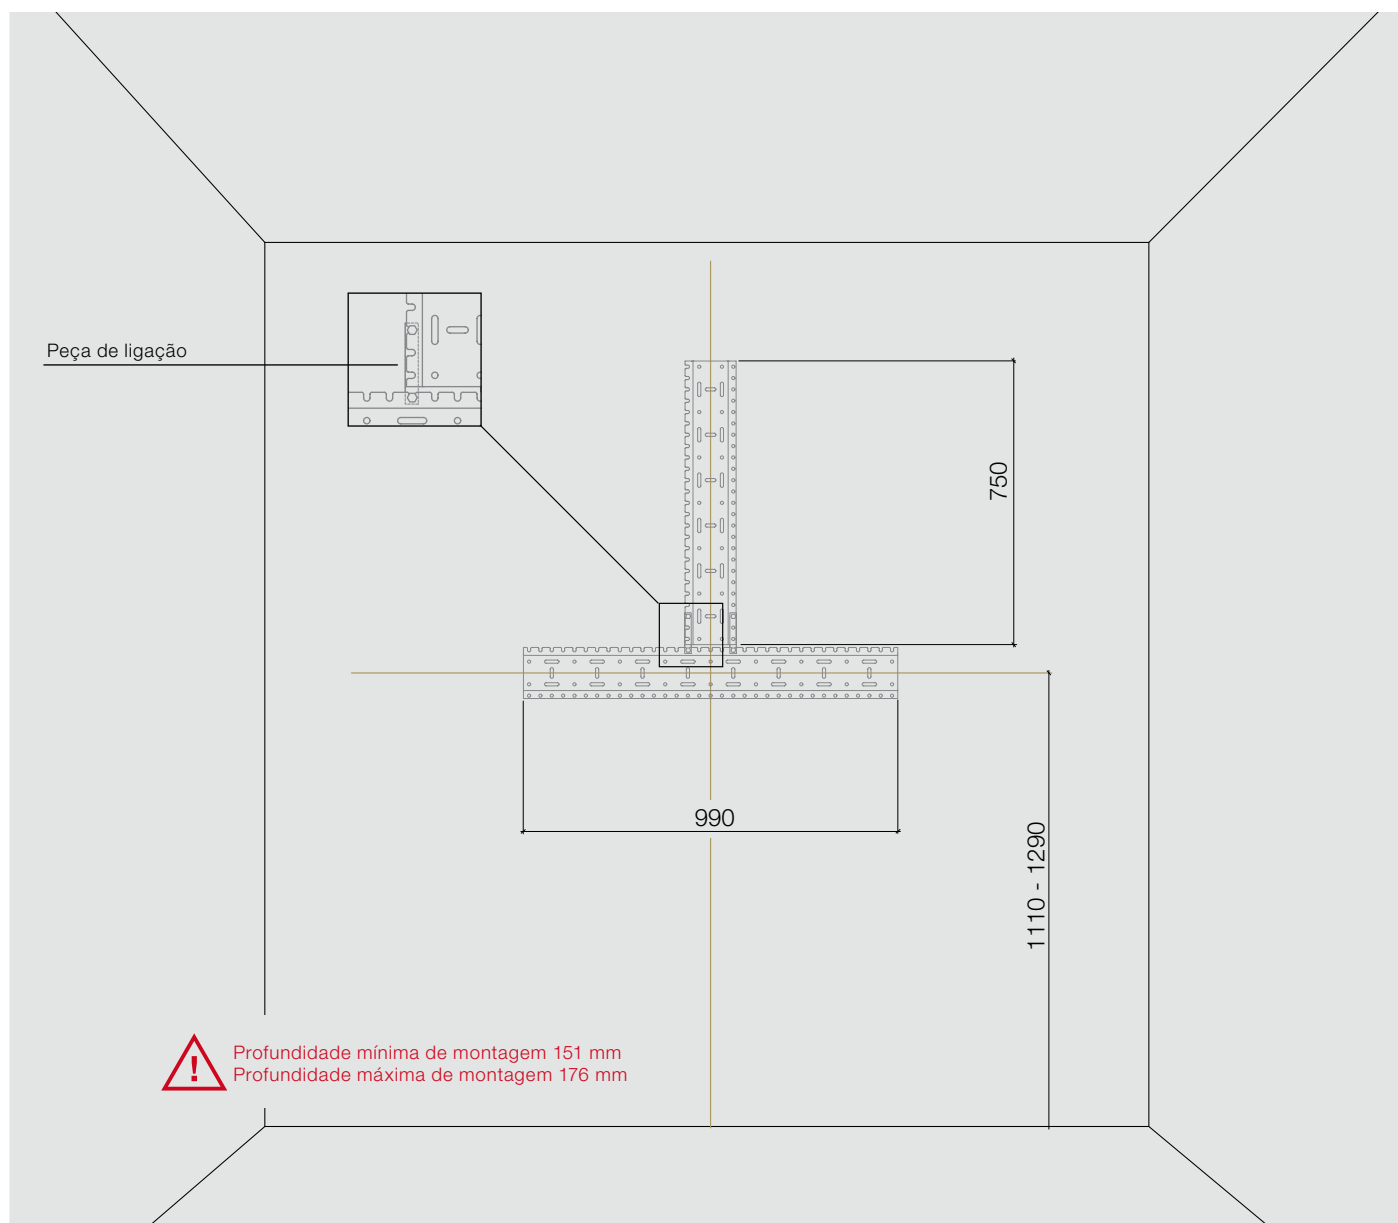 Peça de ligação
750
990
1110 - 1290
Profundidade mínima de montagem 151 mm
Profundidade máxima de montagem 176 mm